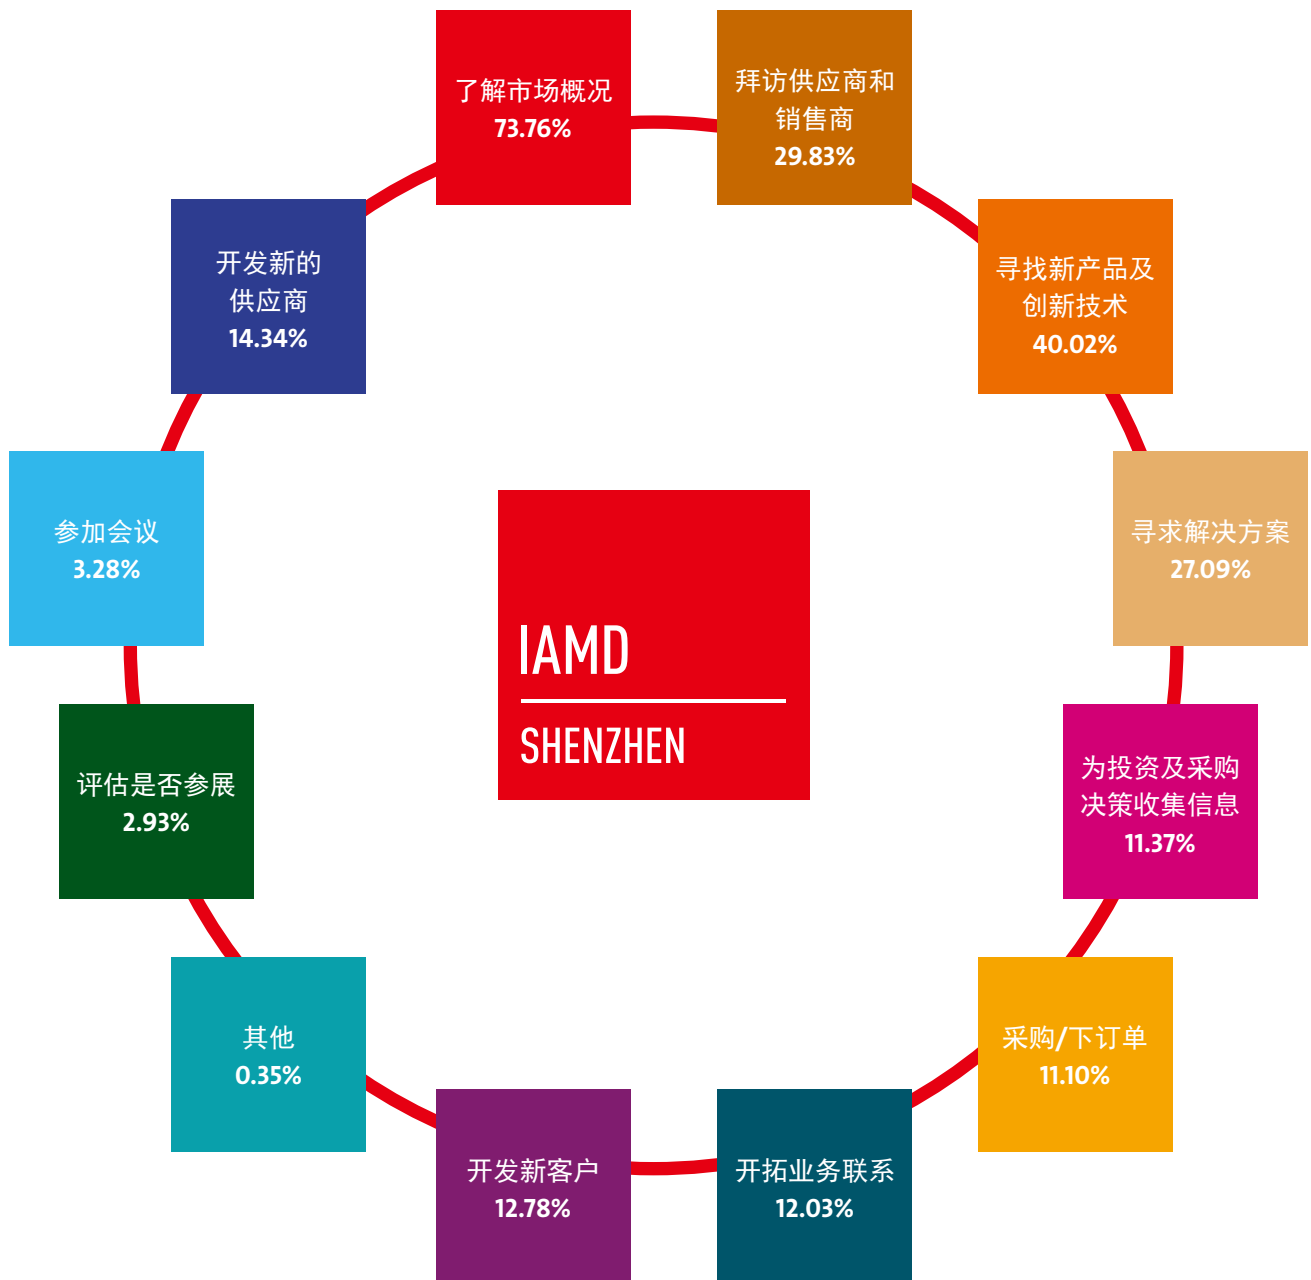 了解市场概况
73.76%
拜访供应商和
销售商
29.83%
寻找新产品及
创新技术
40.02%
寻求解决方案
27.09%
为投资及采购
决策收集信息
11.37%
采购/下订单
11.10%
开拓业务联系
12.03%
开发新客户
12.78%
其他
0.35%
评估是否参展
2.93%
参加会议
3.28%
开发新的
供应商
14.34%
IAMD
SHENZHEN